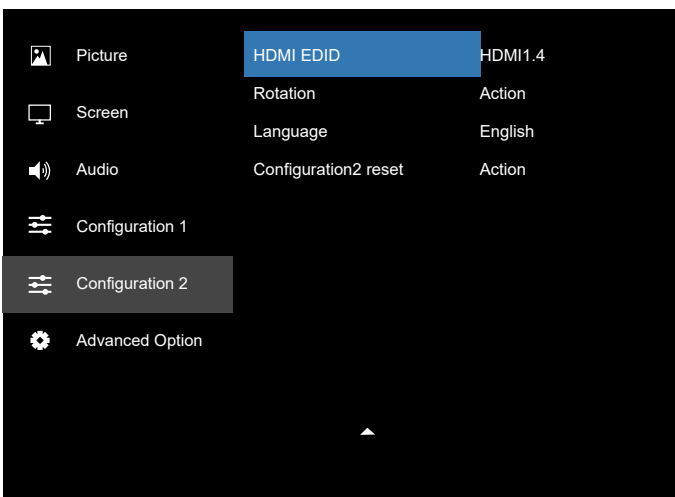 Picture
Screen
Audio
Configuration 1
Configuration 2
Advanced Option
HDMI EDID HDMI1.4
Rotation Action
Language English
Configuration2 reset Action